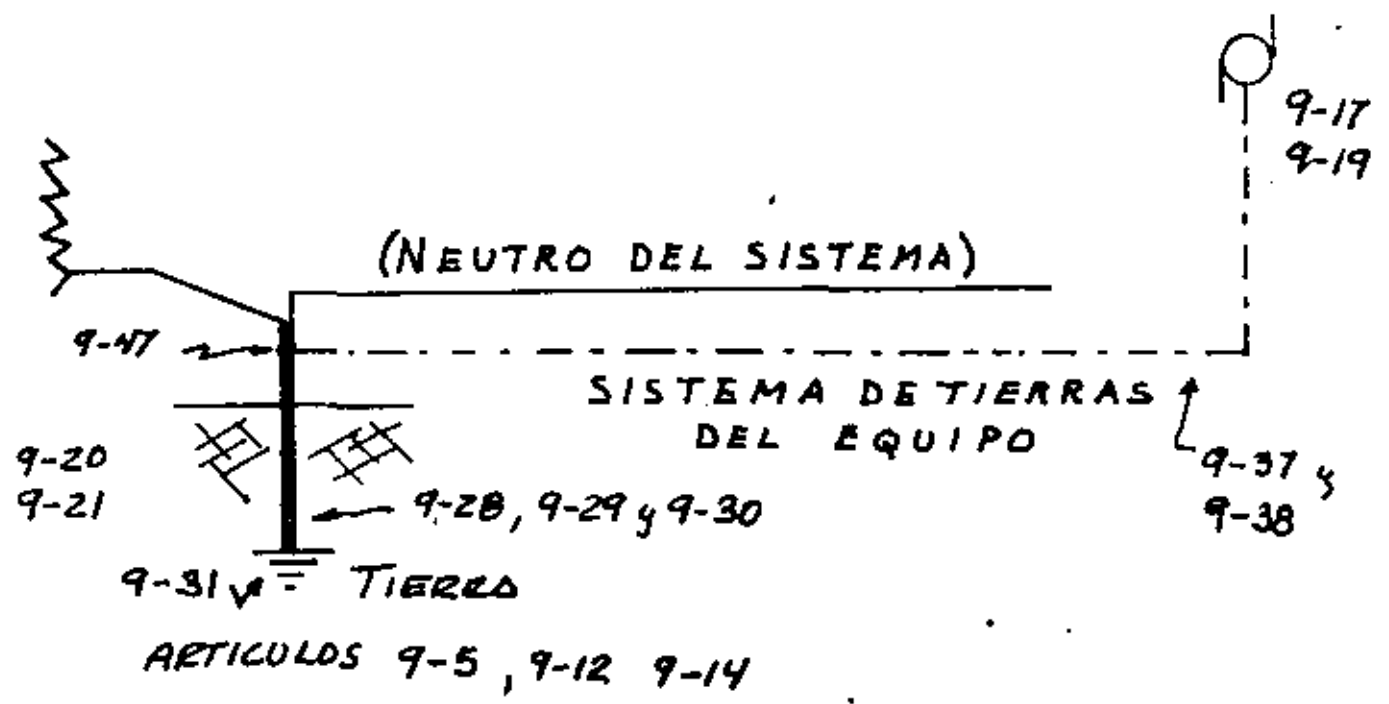 9-17
9-19
(NEUTRO DEL SISTEMA)
9-47
SISTEMA DE TIERRAS
DEL EQUIPO
9-37 y
9-38
9-20
9-21
9-28, 9-29 y 9-30
9-31
TIERRA
ARTICULOS 9-5, 9-12 9-14